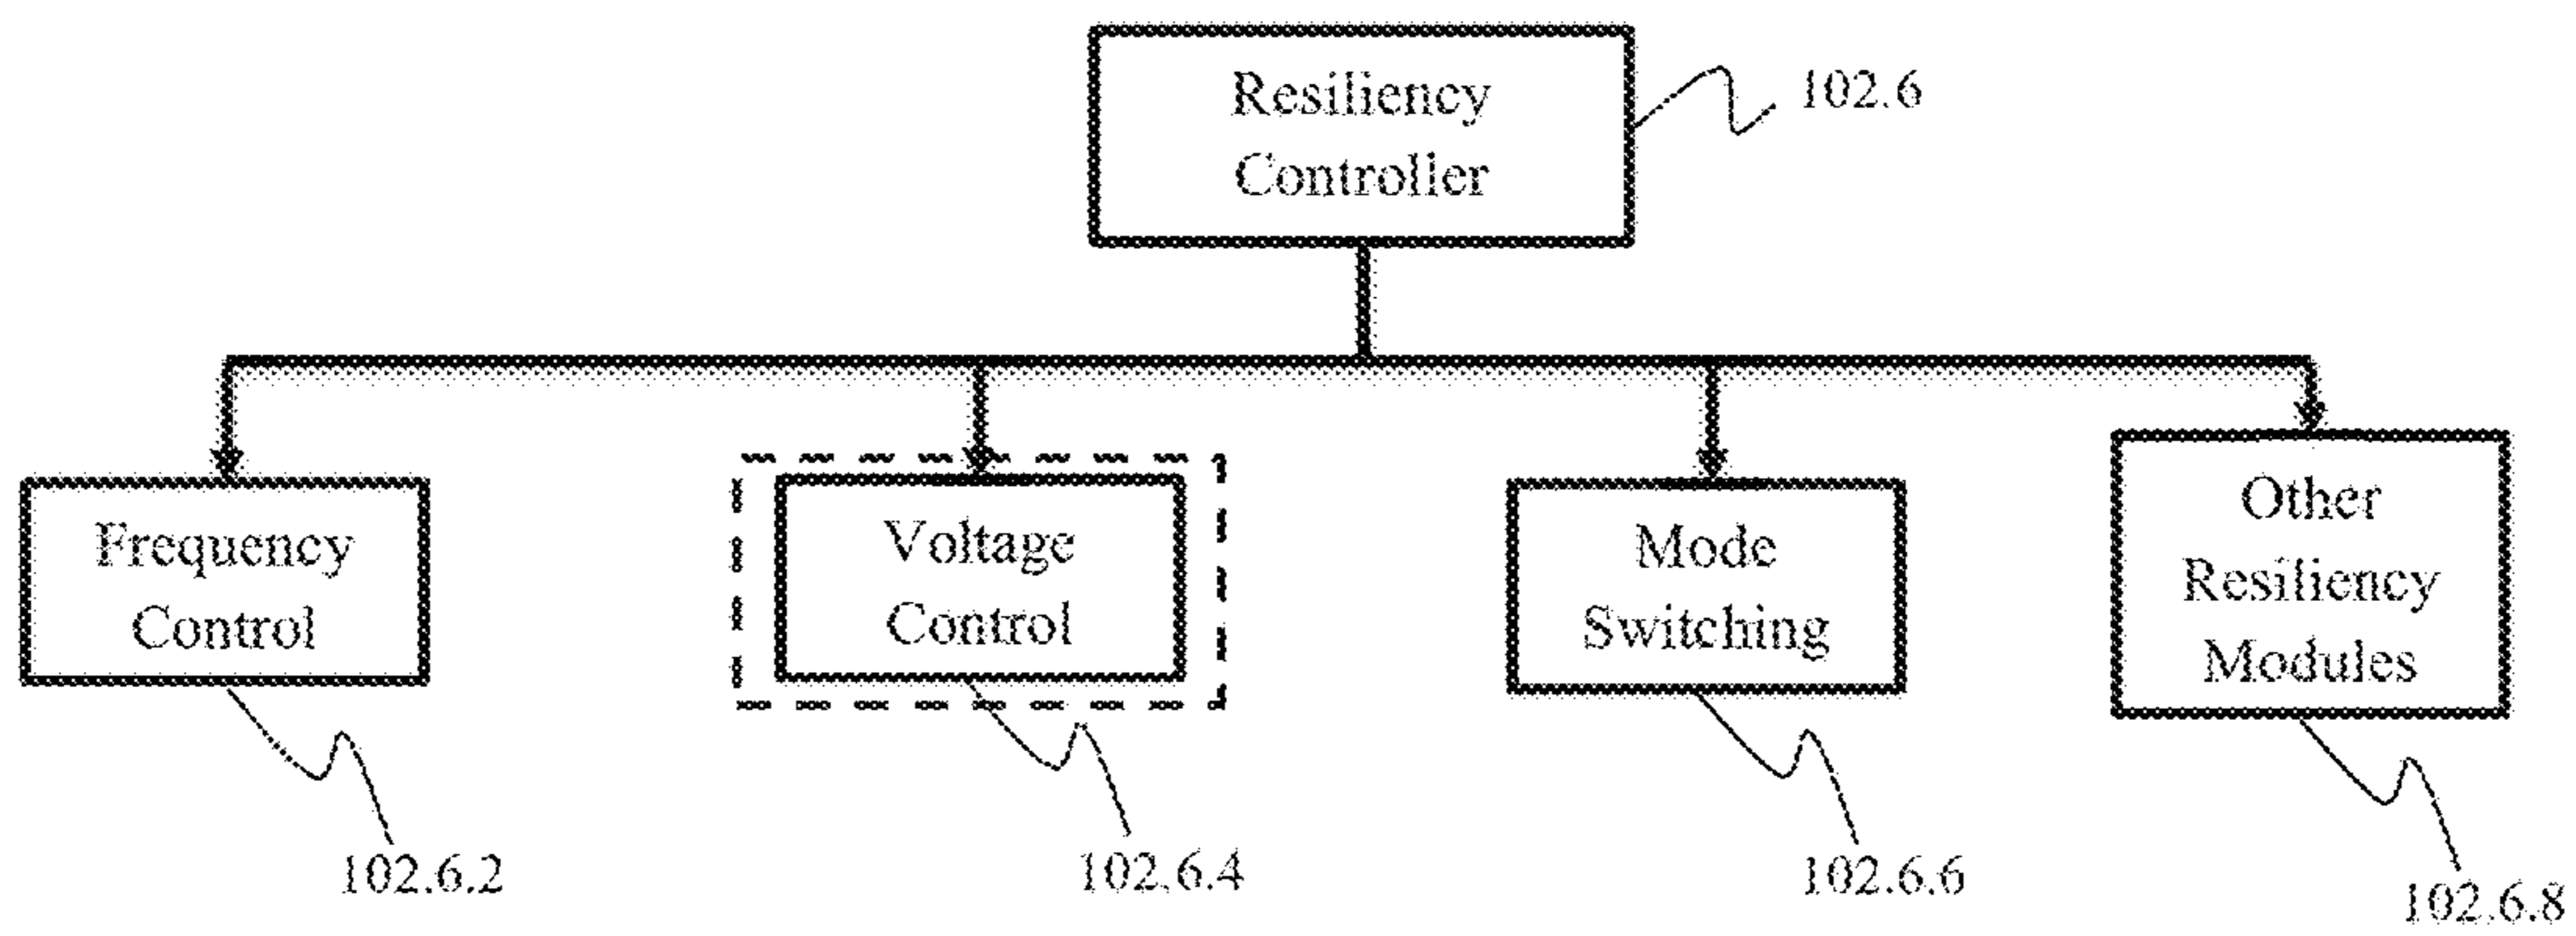 Resiliency
Controller
102.6
Frequency
Control
Voltage
Control
Mode
Switching
Other
Resiliency
Modules
102.6.2
102.6.4
102.6.6
102.6.8